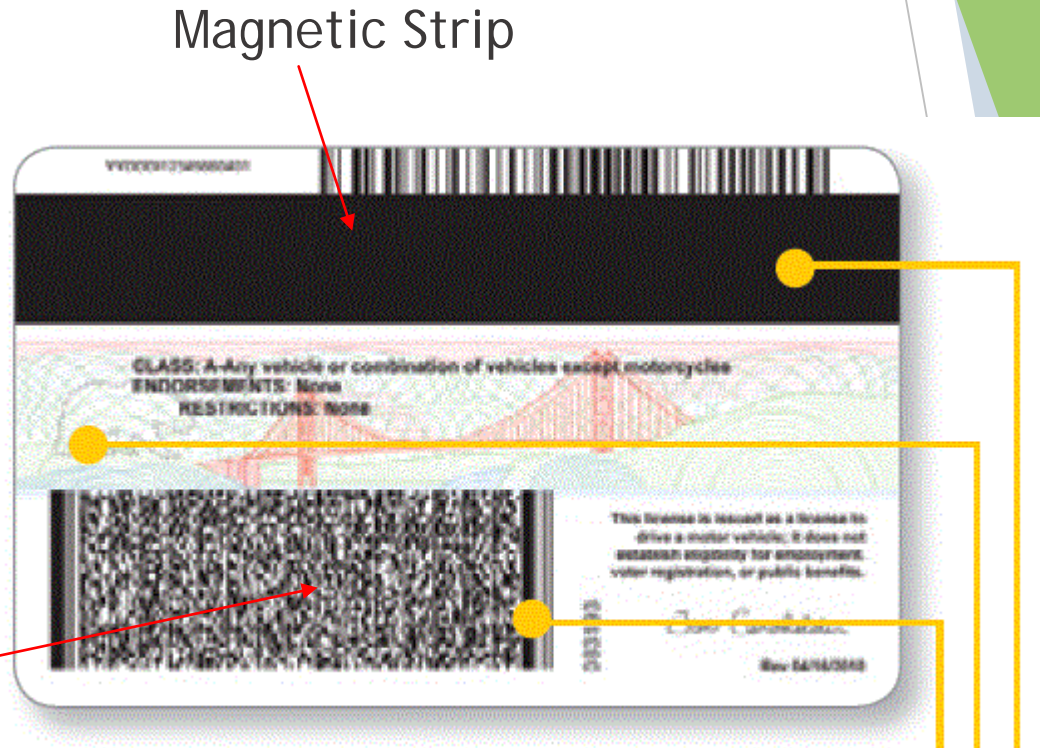 Magnetic Strip
CLASS: A-Any vehicle or combination of vehicles except motorcycles
ENDORSEMENTS: None
RESTRICTIONS: None
This license is issued as a license to
drive a motor vehicle; it does not
establish eligibility for employment,
voter registration, or public benefits.
Rev